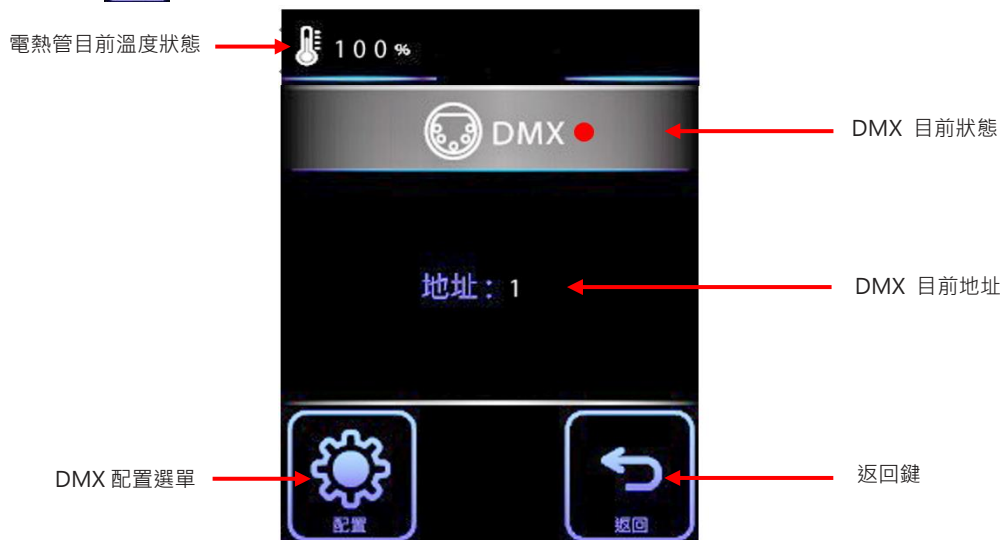 電熱管目前溫度狀態
100%
DMX
DMX 目前狀態
地址：1
DMX 目前地址
DMX 配置選單
配置
返回
返回鍵